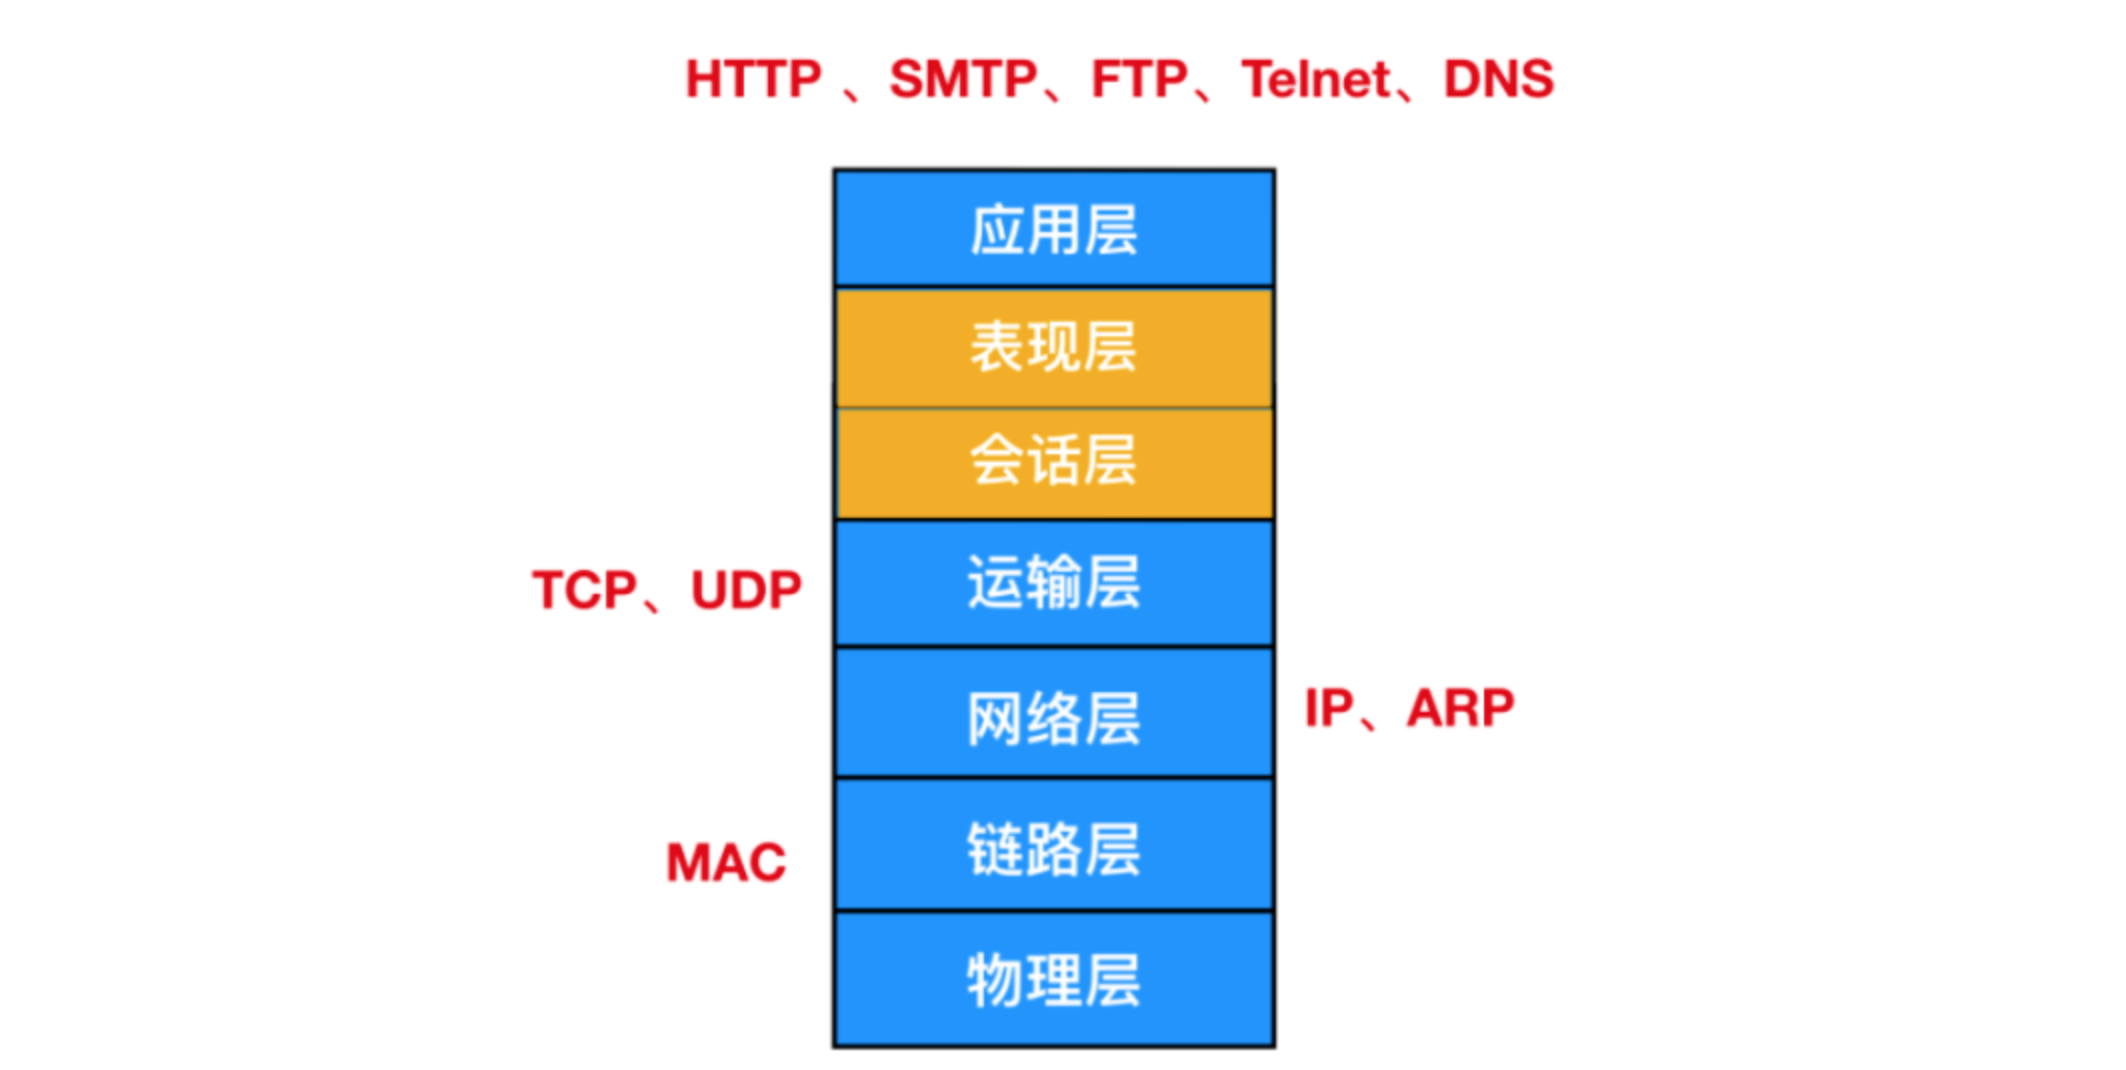 HTTP 、SMTP、FTP、Telnet、DNS
应用层
表现层
会话层
运输层
TCP、UDP
网络层
IP、ARP
链路层
MAC
物理层